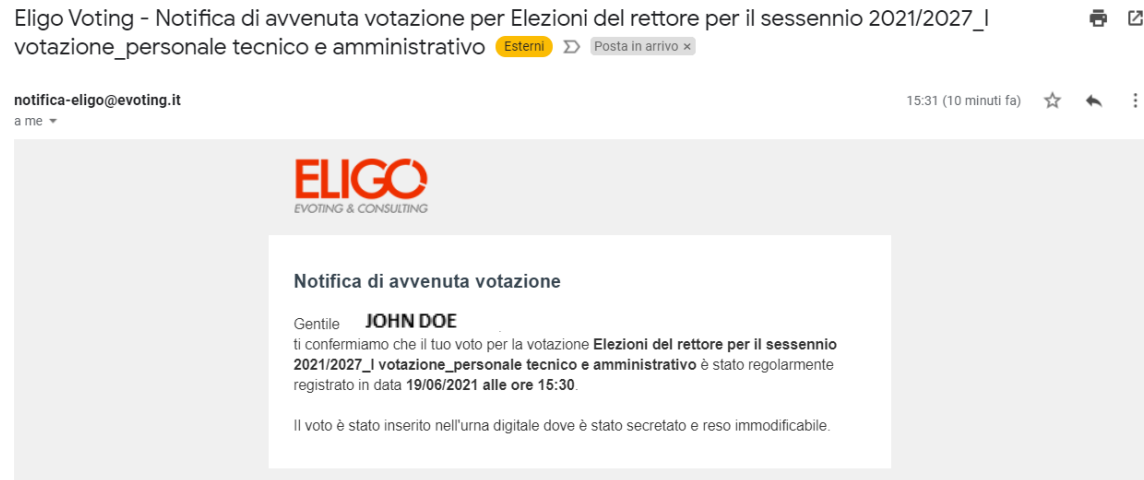 Eligo Voting - Notifica di avvenuta votazione per Elezioni del rettore per il sessennio 2021/2027_I
votazione_personale tecnico e amministrativo Esterni Posta in arrivo ×
notifica-eligo@evoting.it 15:31 (10 minuti fa)
a me
ELIGO
EVOTING & CONSULTING
Notifica di avvenuta votazione
Gentile JOHN DOE
ti confermiamo che il tuo voto per la votazione Elezioni del rettore per il sessennio
2021/2027_I votazione_personale tecnico e amministrativo è stato regolarmente
registrato in data 19/06/2021 alle ore 15:30.
Il voto è stato inserito nell'urna digitale dove è stato secretato e reso immodificabile.